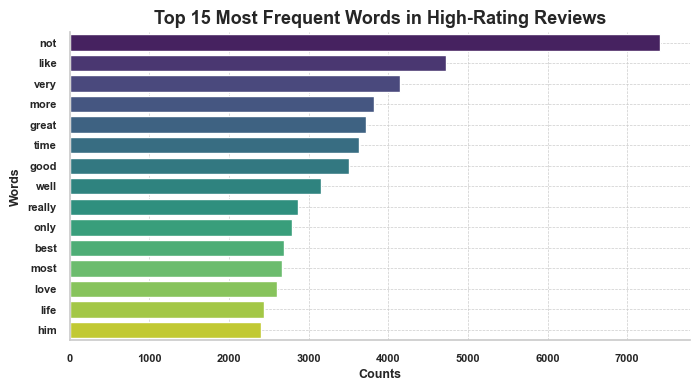 Top 15 Most Frequent Words in High-Rating Reviews
Words
not
like
very
more
great
time
good
well
really
only
best
most
love
life
him
0 1000 2000 3000 4000 5000 6000 7000
Counts